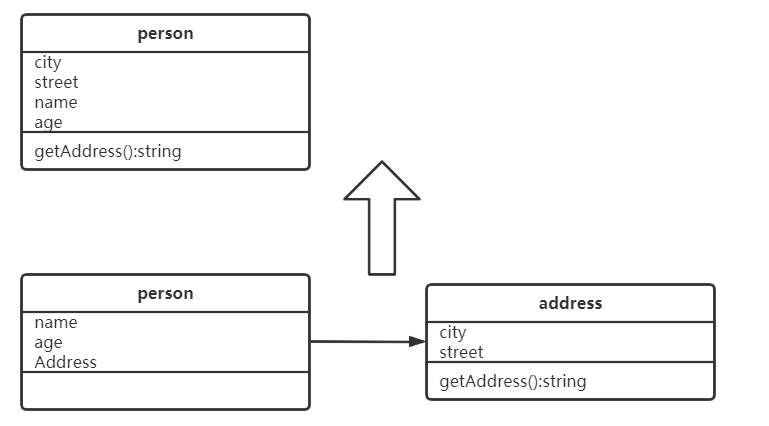 person
city
street
name
age
getAddress():string
person
name
age
Address
address
city
street
getAddress():string